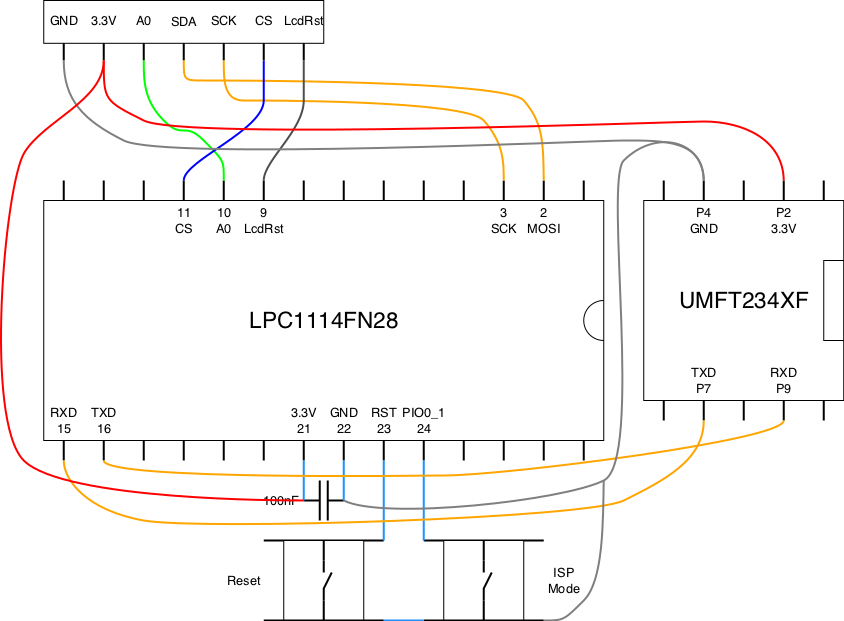 GND 3.3V A0 SDA SCK CS LcdRst
11 10 9 3 2 P4 P2
CS A0 LcdRst SCK MOSI GND 3.3V
LPC1114FN28
UMFT234XF
TXD RXD
P7 P9
RXD TXD 3.3V GND RST PIO0_1
15 16 21 22 23 24
100nF
Reset
ISP
Mode